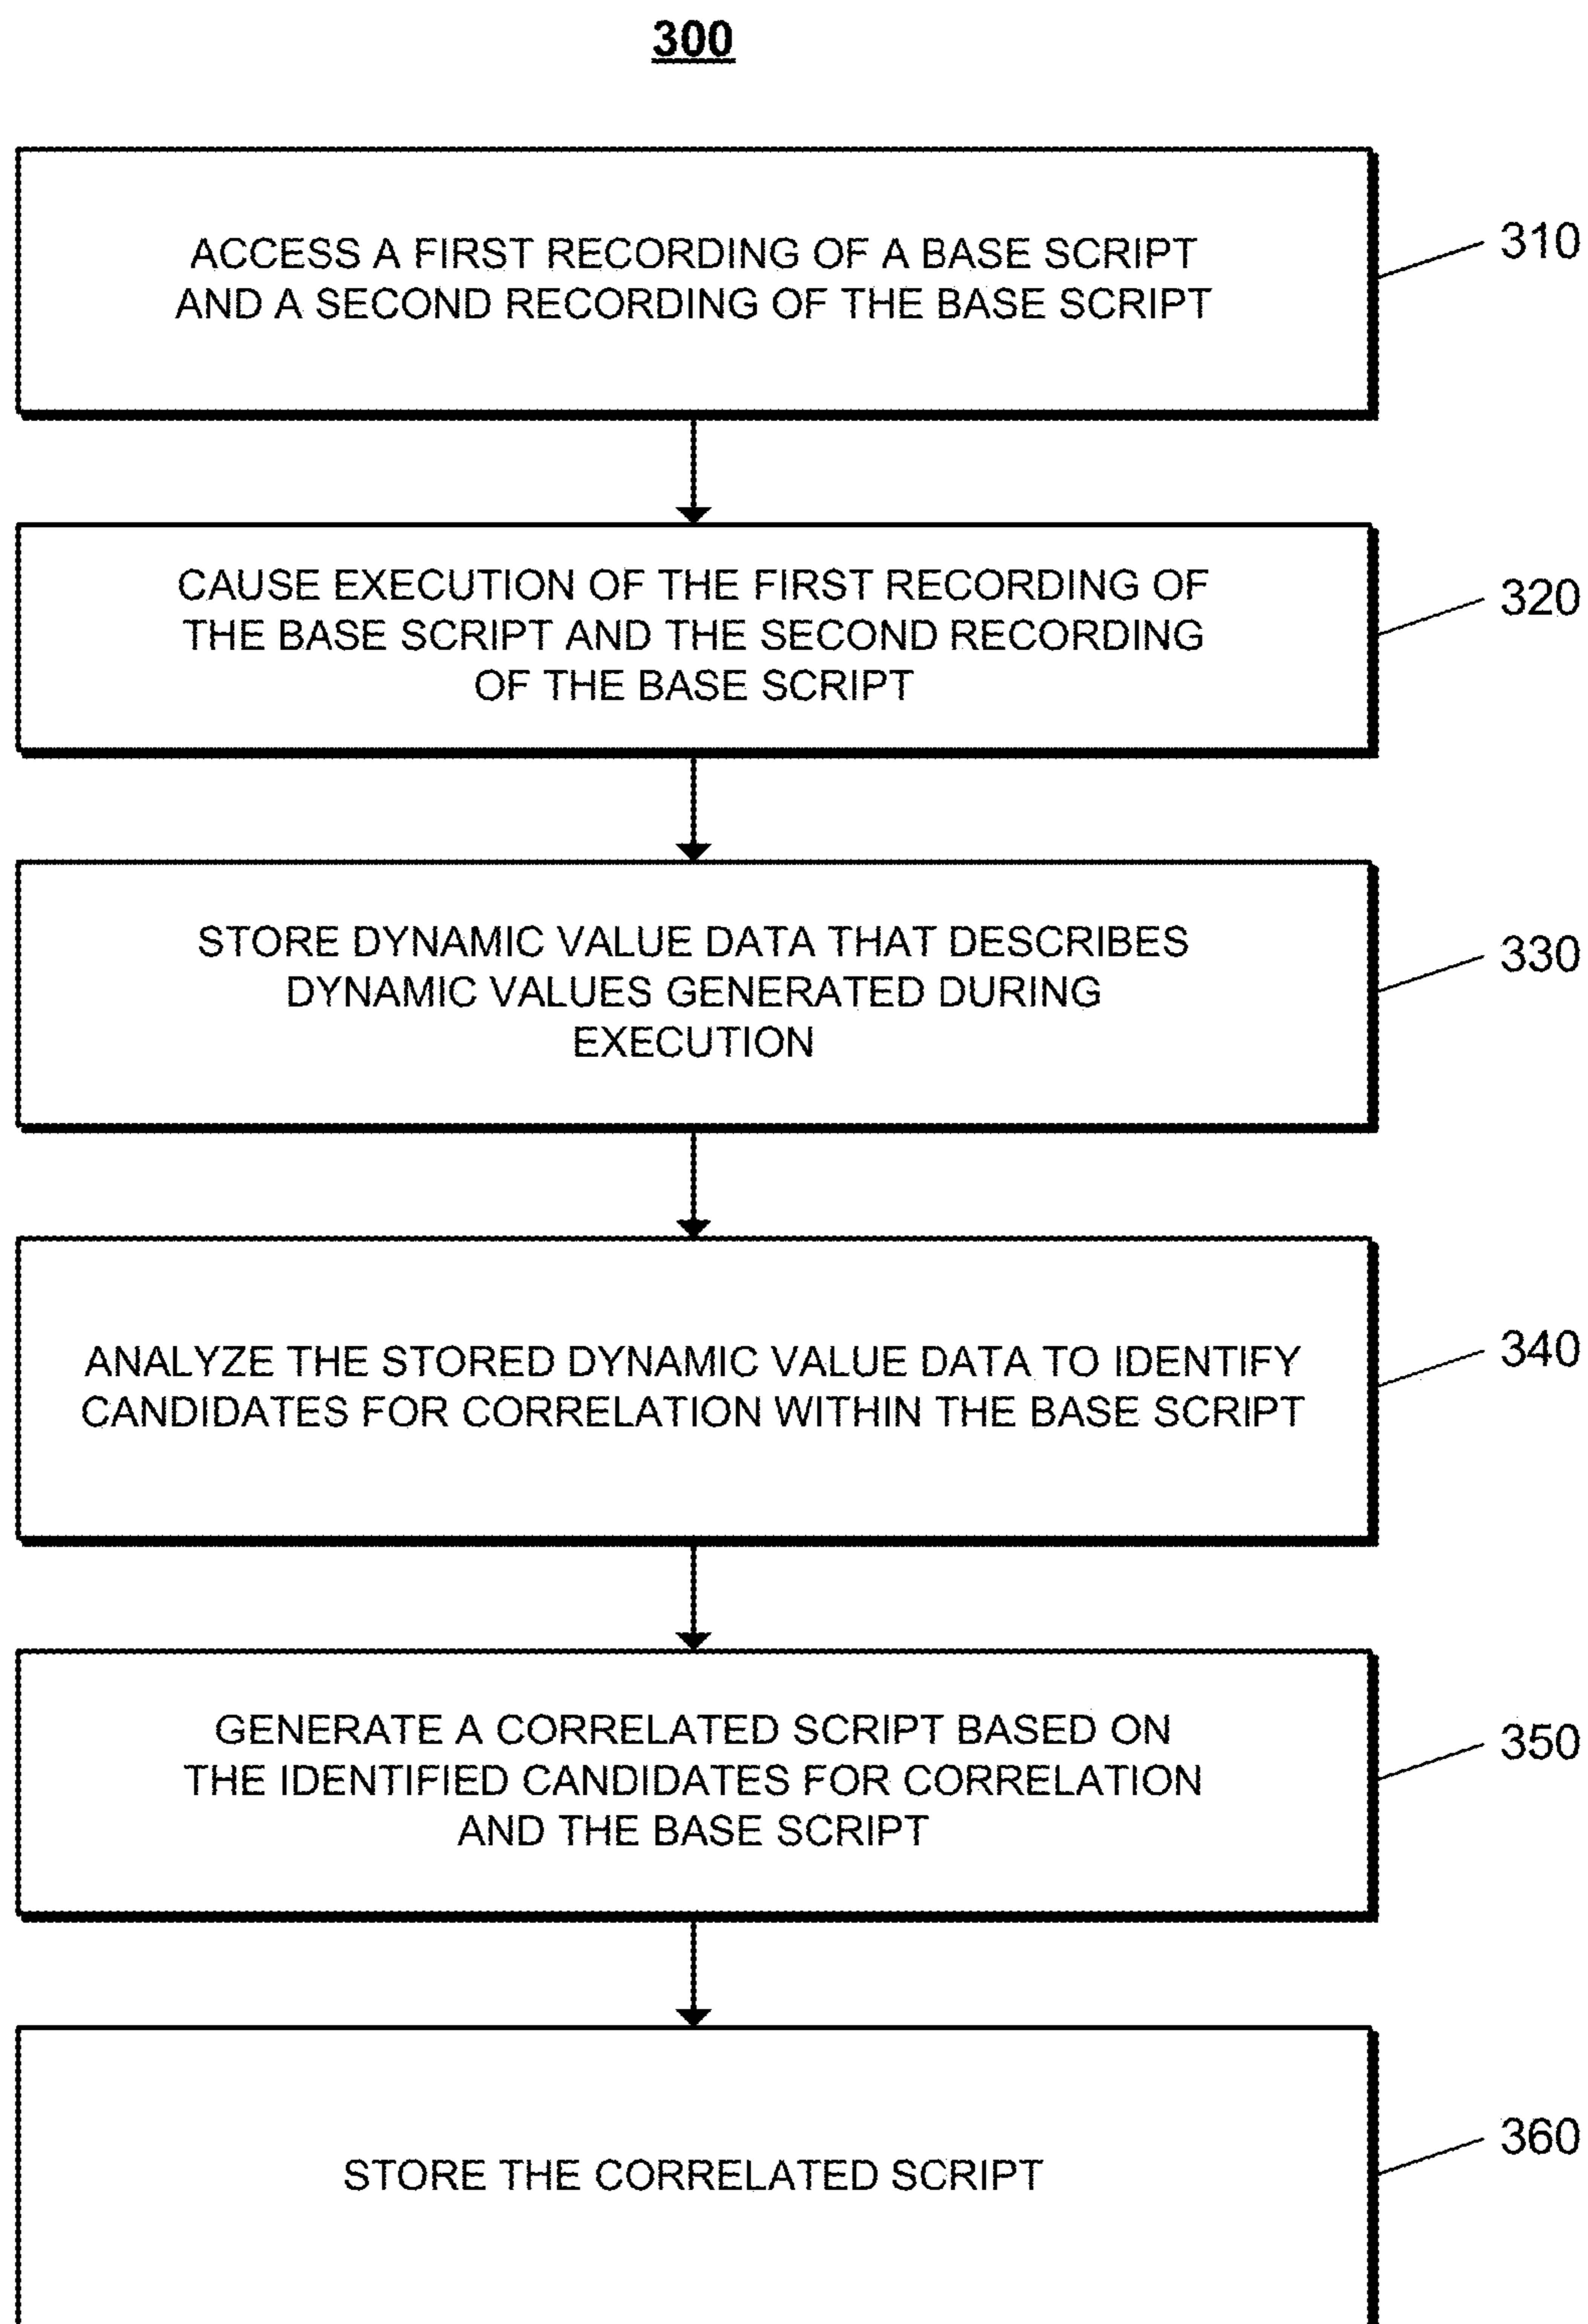 300
ACCESS A FIRST RECORDING OF A BASE SCRIPT
AND A SECOND RECORDING OF THE BASE SCRIPT
310
CAUSE EXECUTION OF THE FIRST RECORDING OF
THE BASE SCRIPT AND THE SECOND RECORDING
OF THE BASE SCRIPT
320
STORE DYNAMIC VALUE DATA THAT DESCRIBES
DYNAMIC VALUES GENERATED DURING
EXECUTION
330
ANALYZE THE STORED DYNAMIC VALUE DATA TO IDENTIFY
CANDIDATES FOR CORRELATION WITHIN THE BASE SCRIPT
340
GENERATE A CORRELATED SCRIPT BASED ON
THE IDENTIFIED CANDIDATES FOR CORRELATION
AND THE BASE SCRIPT
350
STORE THE CORRELATED SCRIPT
360